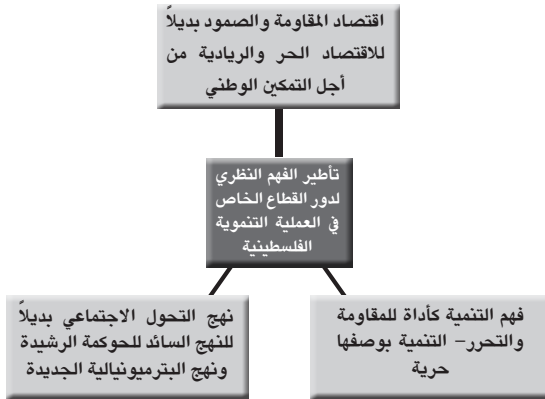 اقتصاد المقاومة والصمود بديلاً
للاقتصاد الحر والريادية من
أجل التمكين الوطني
تأطير الفهم النظري
لدور القطاع الخاص
في العملية التنموية
الفلسطينية
فهم التنمية كأداة للمقاومة
والتحرر– التنمية بوصفها
حرية
نهج التحول الاجتماعي بديلاً
للنهج السائد للحوكمة الرشيدة
ونهج البتروميونيالية الجديدة